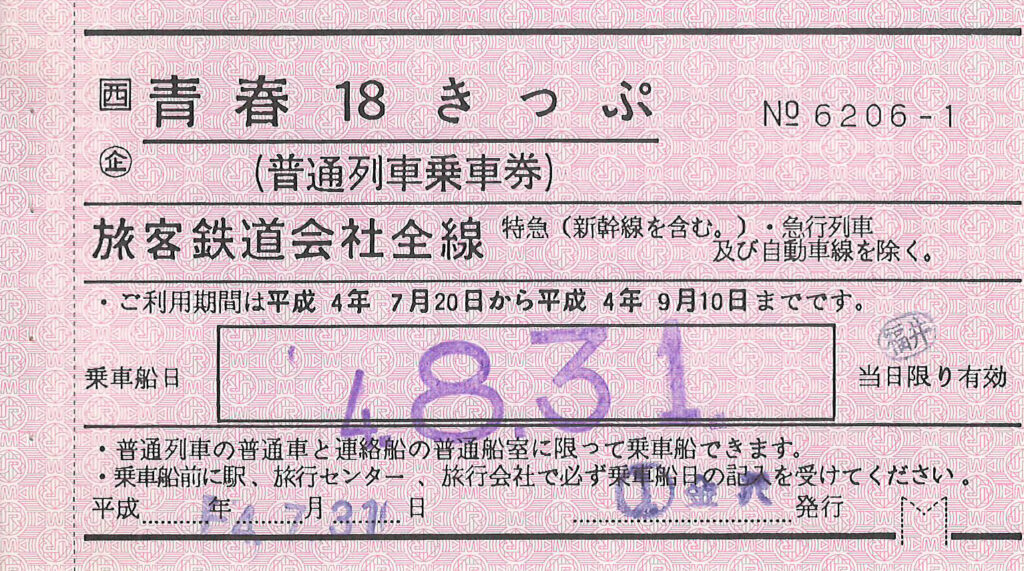 西 青春18きっぷ № 6206-1
企 (普通列車乗車券)
旅客鉄道会社全線 特急(新幹線を含む。)・急行列車
及び自動車線を除く。
・ご利用期間は平成 4年 7月20日から平成 4年 9月10日までです。
福井
乗車船日 4.8.31. 当日限り有効
・普通列車の普通車と連絡船の普通船室に限って乗車船できます。
・乗車船前に駅、旅行センター、旅行会社で必ず乗車船日の記入を受けてください。
平成 4年 7月 31日 発行